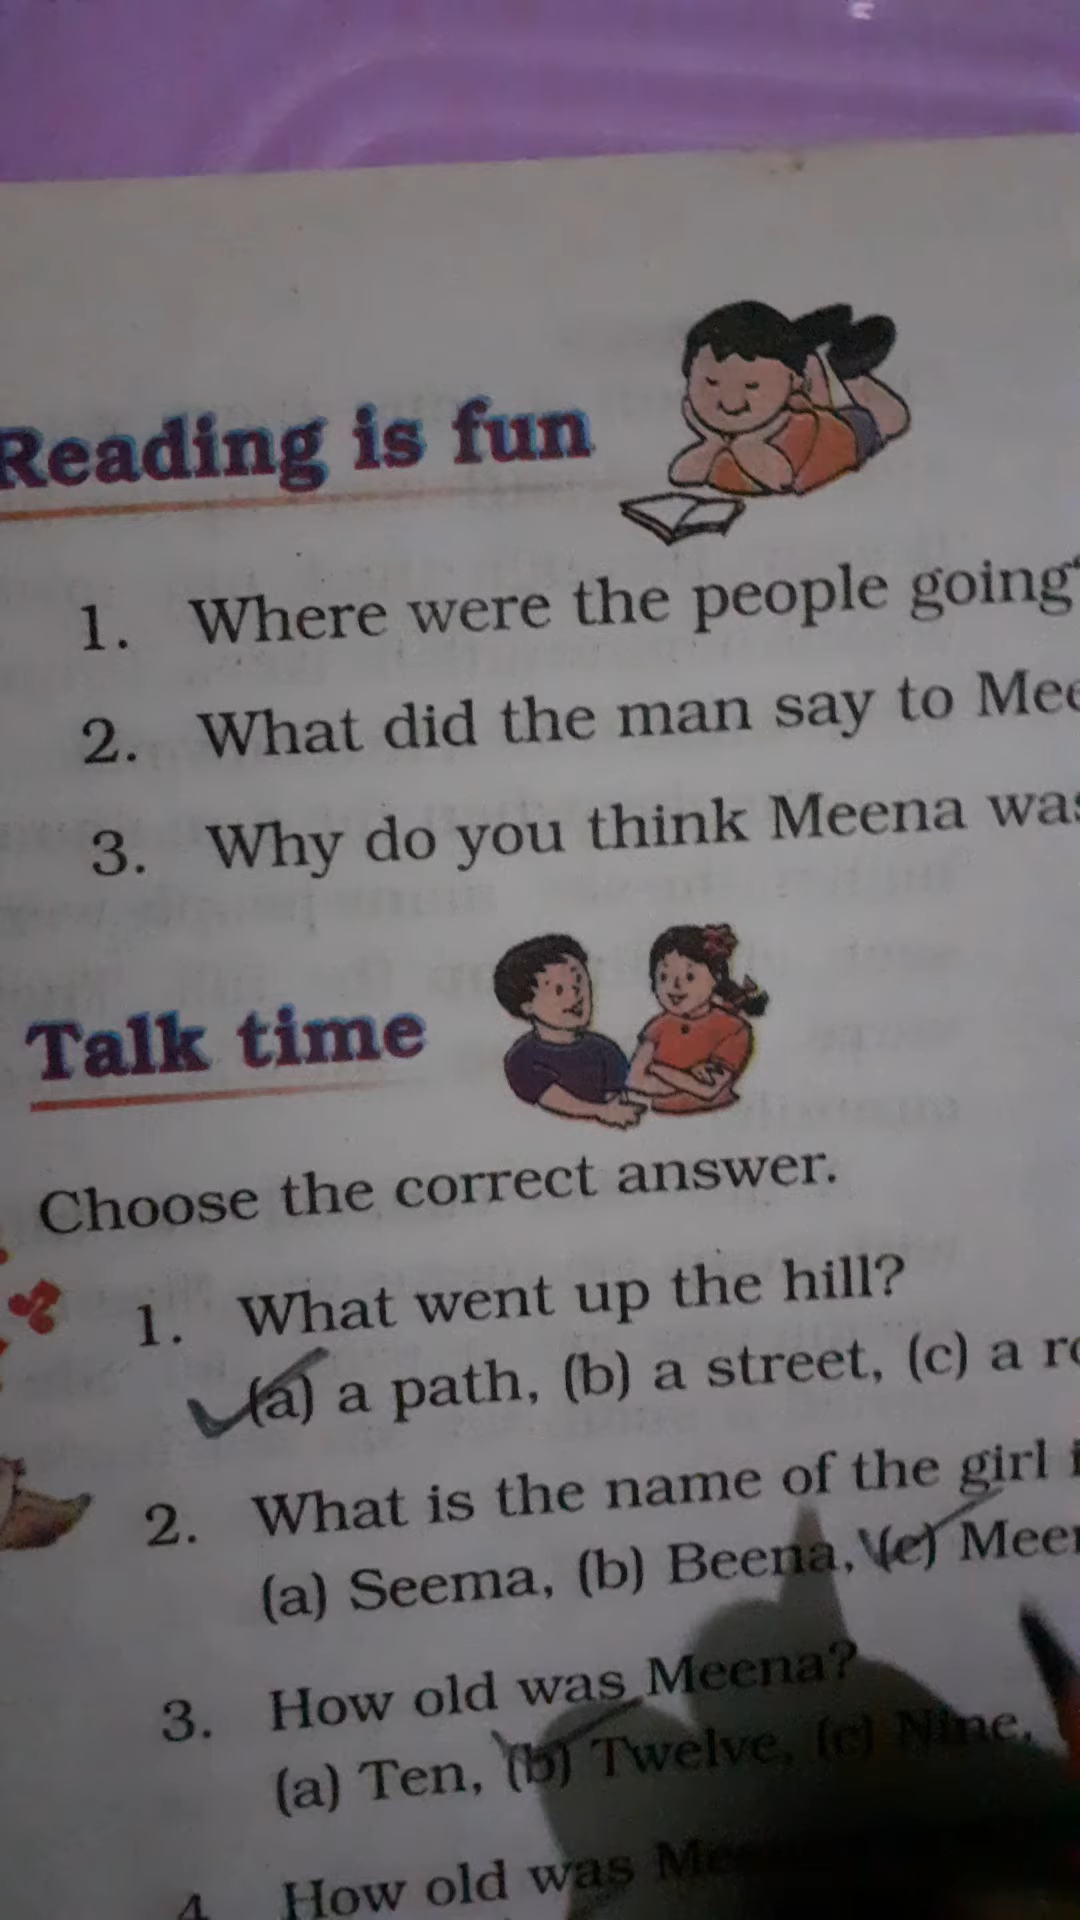 Reading is fun
1. Where were the people going
2. What did the man say to
3. Why do you think Meena
Talk time
Choose the correct answer.
1. What went up the hill?
(a) a path, (b) a street, (c) a
2. What is the name of the girl
(a) Seema, (b) Beena, (c)
3. How old was Meena?
(a) Ten, (b) Twelve, (c) Nine,
4 How old was